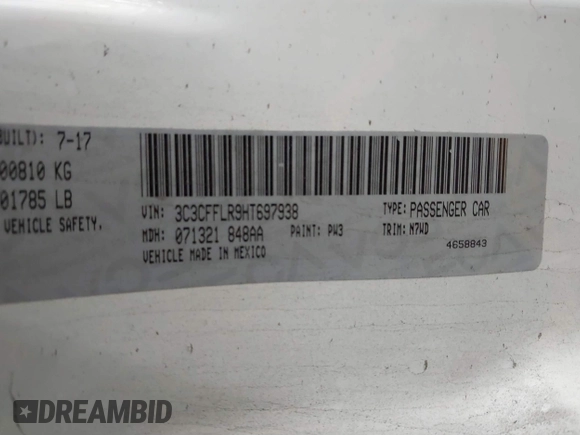 BUILT): 7-17
00810 KG
01785 LB
VEHICLE SAFETY,
VIN: 3C3CFFLR9HT697938
MDH: 071321 848AA PAINT: PW3
VEHICLE MADE IN MEXICO
TYPE: PASSENGER CAR
TRIM: N7WD
4658843
DREAMBID